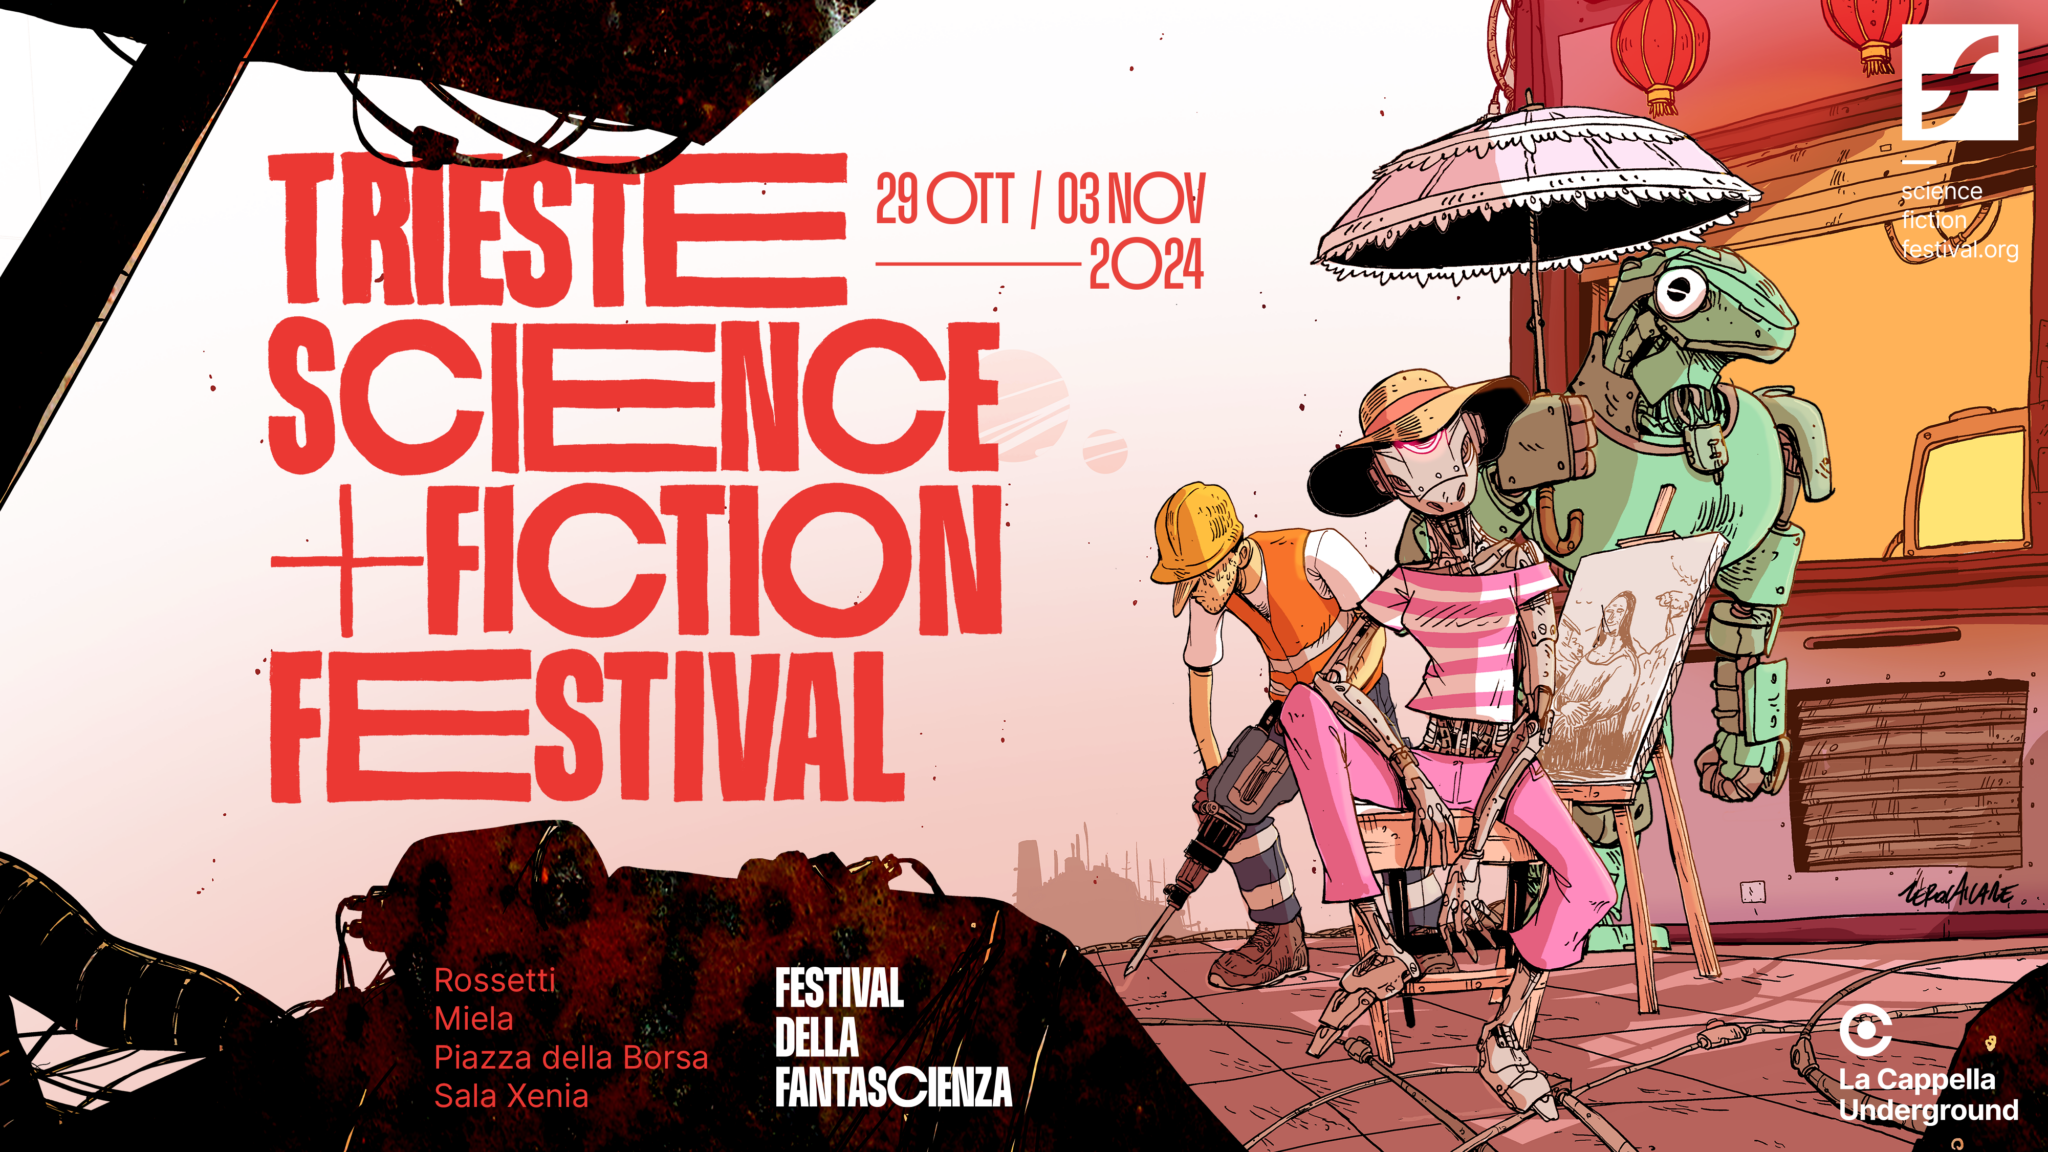 TRIESTE
SCIENCE
+FICTION
FESTIVAL
29 OTT / 03 NOV
2024
science
fiction
festival.org
Rossetti
Miela
Piazza della Borsa
Sala Xenia
FESTIVAL
DELLA
FANTASCIENZA
ZEROCALCARE
La Cappella
Underground